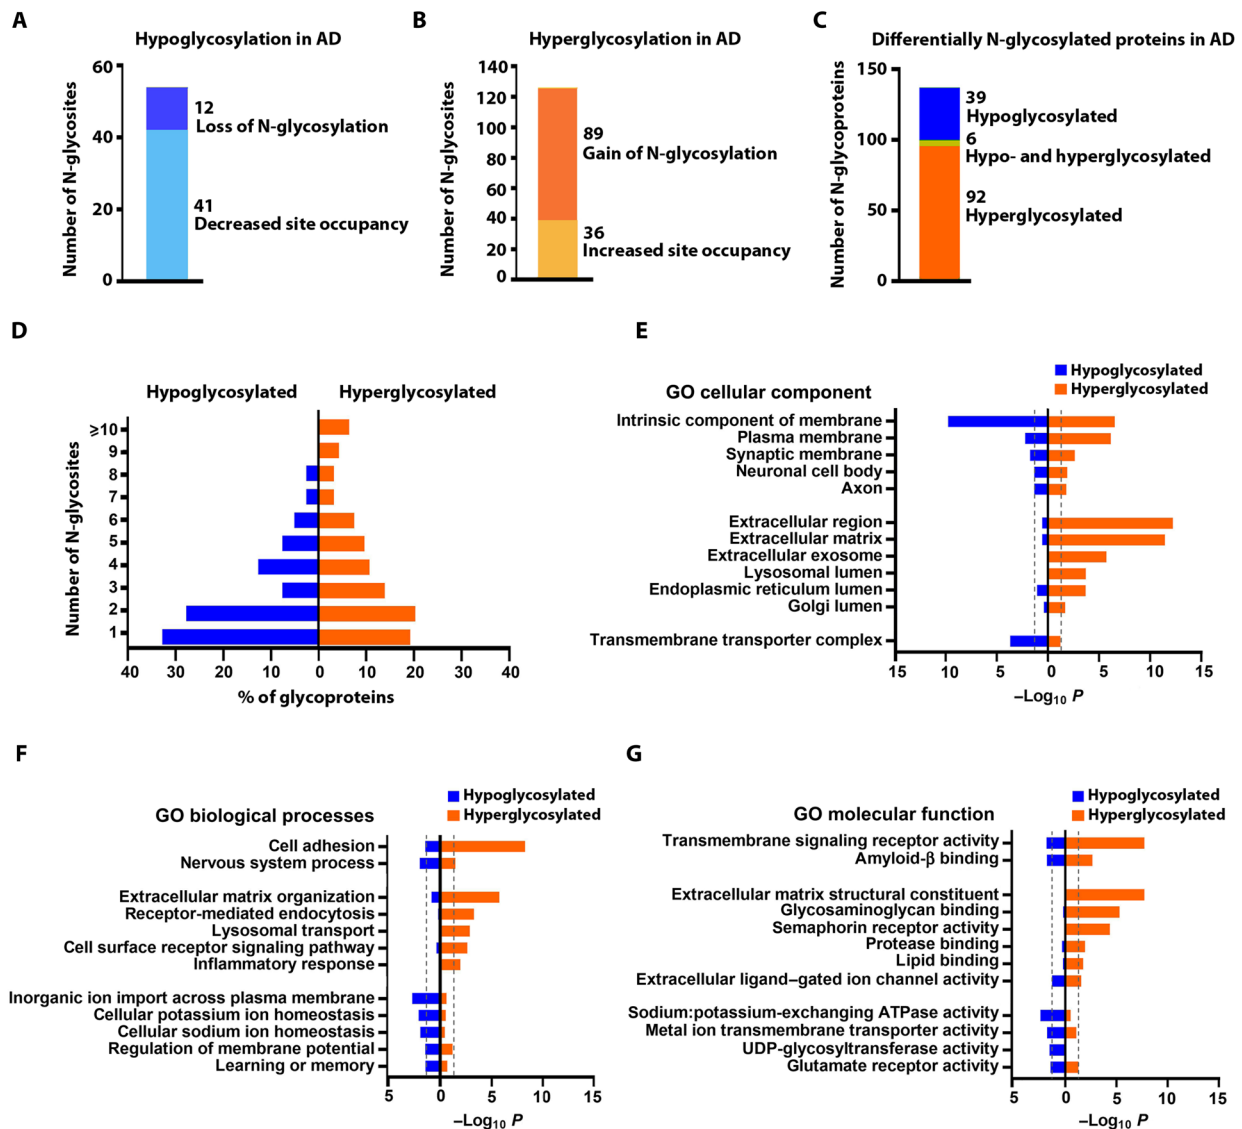 A
Hypoglycosylation in AD
Number of N-glycosites
60
40
20
0
12
Loss of N-glycosylation
41
Decreased site occupancy
B
Hyperglycosylation in AD
Number of N-glycosites
140
120
100
80
60
40
20
0
89
Gain of N-glycosylation
36
Increased site occupancy
C
Differentially N-glycosylated proteins in AD
Number of N-glycoproteins
150
100
50
0
39
Hypoglycosylated
6
Hypo- and hyperglycosylated
92
Hyperglycosylated
D
Hypoglycosylated
Hyperglycosylated
Number of N-glycosites
⩾10
9
8
7
6
5
4
3
2
1
40 30 20 10 0 10 20 30 40
% of glycoproteins
E
Hypoglycosylated
Hyperglycosylated
GO cellular component
Intrinsic component of membrane
Plasma membrane
Synaptic membrane
Neuronal cell body
Axon
Extracellular region
Extracellular matrix
Extracellular exosome
Lysosomal lumen
Endoplasmic reticulum lumen
Golgi lumen
Transmembrane transporter complex
15 10 5 0 5 10 15
–Log10 P
F
Hypoglycosylated
Hyperglycosylated
GO biological processes
Cell adhesion
Nervous system process
Extracellular matrix organization
Receptor-mediated endocytosis
Lysosomal transport
Cell surface receptor signaling pathway
Inflammatory response
Inorganic ion import across plasma membrane
Cellular potassium ion homeostasis
Cellular sodium ion homeostasis
Regulation of membrane potential
Learning or memory
5 0 5 10 15
–Log10 P
G
Hypoglycosylated
Hyperglycosylated
GO molecular function
Transmembrane signaling receptor activity
Amyloid-β binding
Extracellular matrix structural constituent
Glycosaminoglycan binding
Semaphorin receptor activity
Protease binding
Lipid binding
Extracellular ligand–gated ion channel activity
Sodium:potassium-exchanging ATPase activity
Metal ion transmembrane transporter activity
UDP-glycosyltransferase activity
Glutamate receptor activity
5 0 5 10 15
–Log10 P